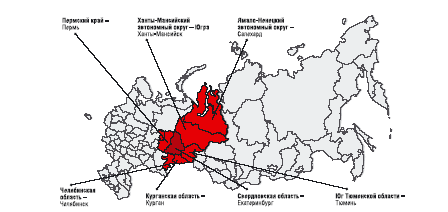 Пермский край —
Пермь
Ханты-Мансийский
автономный округ — Югра
Ханты-Мансийск
Ямало-Ненецкий
автономный округ —
Салехард
Челябинская
область —
Челябинск
Курганская область —
Курган
Свердловская область —
Екатеринбург
Юг Тюменской области —
Тюмень